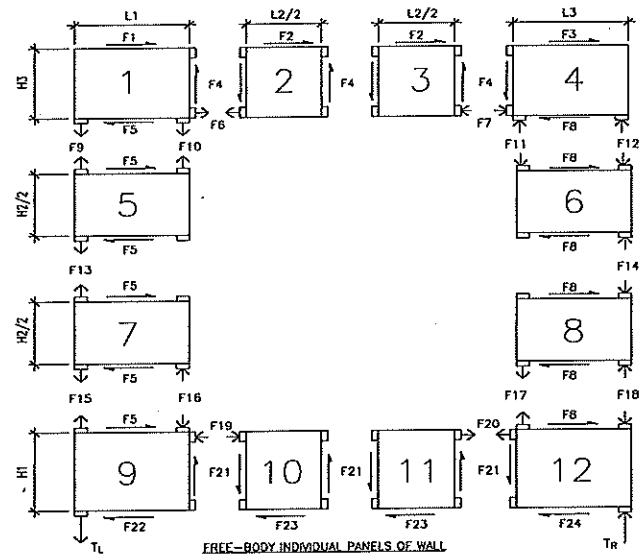 L1 L2/2 L2/2 L3
F1 F2 F2 F3
H3 1 F4 2 F4 3 F4 4
F5 F6 F7 F8
F9 F10 F11 F12
F5 F8
H2/2 5 6
F5 F8
F13 F14
F5 F8
H2/2 7 8
F5 F8
F15 F16 F17 F18
F5 F19 F20 F8
H1 9 F21 10 11 F21 F21 12
F22 F23 F23 F24
TL TR
FREE-BODY INDIVIDUAL PANELS OF WALL